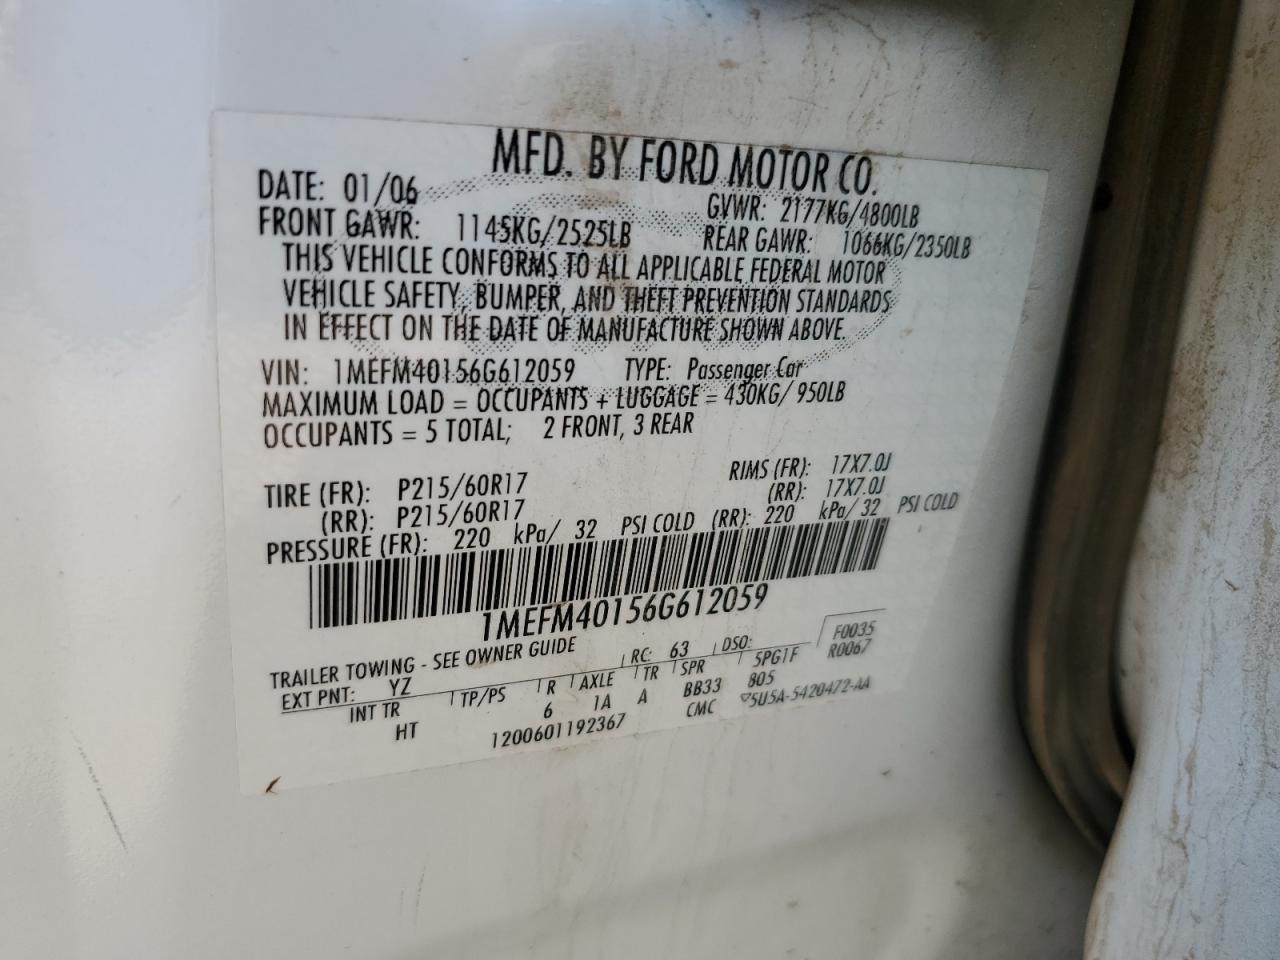 MFD. BY FORD MOTOR CO.
DATE: 01/06 GVWR: 2177KG/4800LB
FRONT GAWR: 1145KG/2525LB REAR GAWR: 1066KG/2350LB
THIS VEHICLE CONFORMS TO ALL APPLICABLE FEDERAL MOTOR
VEHICLE SAFETY, BUMPER, AND THEFT PREVENTION STANDARDS
IN EFFECT ON THE DATE OF MANUFACTURE SHOWN ABOVE.
VIN: 1MEFM40156G612059 TYPE: Passenger Car
MAXIMUM LOAD = OCCUPANTS + LUGGAGE = 430KG/ 950LB
OCCUPANTS = 5 TOTAL; 2 FRONT, 3 REAR
TIRE (FR): P215/60R17 RIMS (FR): 17X7.0J
(RR): P215/60R17 (RR): 17X7.0J
PRESSURE (FR): 220 kPa/ 32 PSI COLD (RR): 220 kPa/ 32 PSI COLD
1MEFM40156G612059
TRAILER TOWING - SEE OWNER GUIDE
EXT PNT: YZ RC: 63 DSO: F0035
INT TR TP/PS R AXLE TR SPR 5PG1F R0067
HT 6 1A A BB33 805
1200601192367 CMC 5U5A-5420472-AA